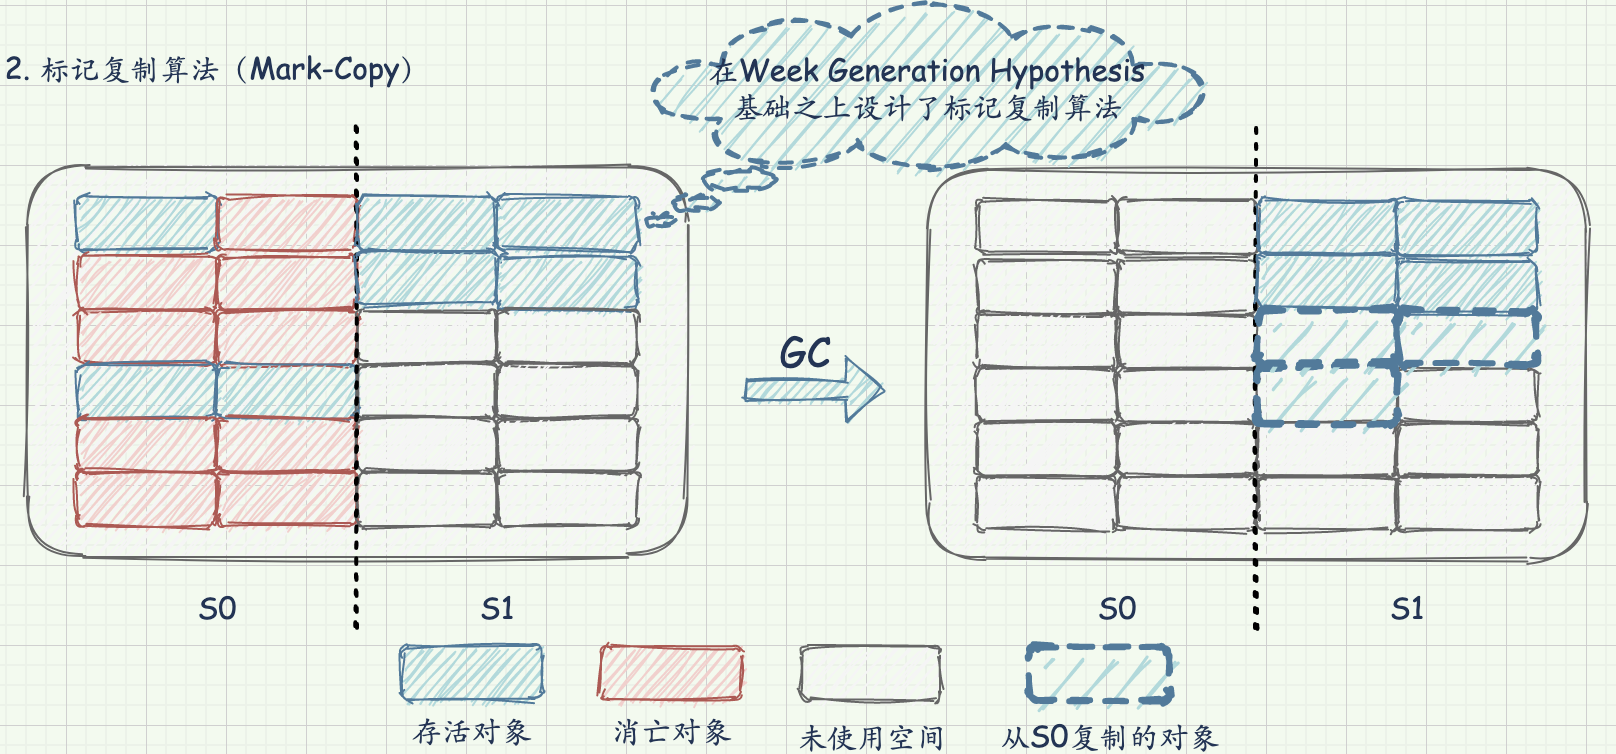 2. 标记复制算法（Mark-Copy）
在Week Generation Hypothesis
基础之上设计了标记复制算法
GC
S0
S1
S0
S1
存活对象
消亡对象
未使用空间
从S0复制的对象